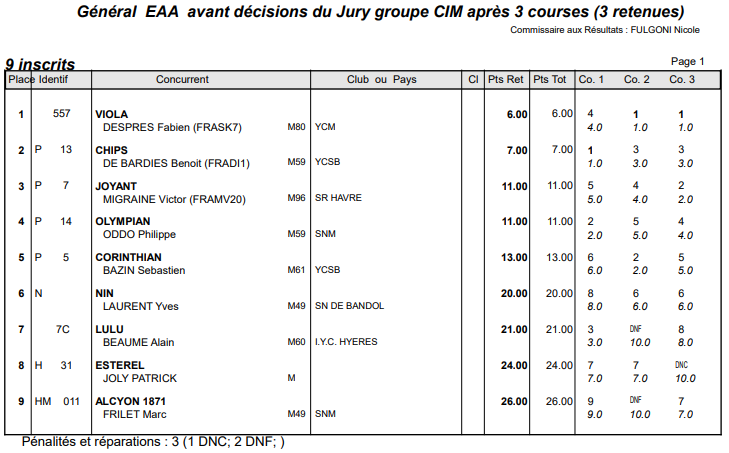 Général EAA avant décisions du Jury groupe CIM après 3 courses (3 retenues)
Commissaire aux Résultats : FULGONI Nicole
9 inscrits
Page 1
Place Identif Concurrent Club ou Pays Cl Pts Ret Pts Tot Co. 1 Co. 2 Co. 3
1 557 VIOLA 6.00 6.00 4 1 1
DESPRES Fabien (FRASK7) M80 YCM 4.0 1.0 1.0
2 P 13 CHIPS 7.00 7.00 1 3 3
DE BARDIES Benoit (FRADI1) M59 YCSB 1.0 3.0 3.0
3 P 7 JOYANT 11.00 11.00 5 4 2
MIGRAINE Victor (FRAMV20) M96 SR HAVRE 5.0 4.0 2.0
4 P 14 OLYMPIAN 11.00 11.00 2 5 4
ODDO Philippe M59 SNM 2.0 5.0 4.0
5 P 5 CORINTHIAN 13.00 13.00 6 2 5
BAZIN Sebastien M61 YCSB 6.0 2.0 5.0
6 N NIN 20.00 20.00 8 6 6
LAURENT Yves M49 SN DE BANDOL 8.0 6.0 6.0
7 7C LULU 21.00 21.00 3 DNF 8
BEAUME Alain M60 I.Y.C. HYERES 3.0 10.0 8.0
8 H 31 ESTEREL 24.00 24.00 7 7 DNC
JOLY PATRICK M 7.0 7.0 10.0
9 HM 011 ALCYON 1871 26.00 26.00 9 DNF 7
FRILET Marc M49 SNM 9.0 10.0 7.0
Pénalités et réparations : 3 (1 DNC; 2 DNF; )